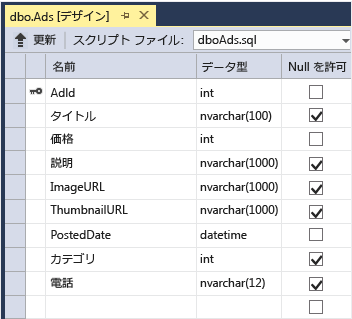 dbo.Ads [デザイン]
更新 スクリプト ファイル: dboAds.sql
名前 データ型 Null を許可
AdId int
タイトル nvarchar(100)
価格 int
説明 nvarchar(1000)
ImageURL nvarchar(1000)
ThumbnailURL nvarchar(1000)
PostedDate datetime
カテゴリ int
電話 nvarchar(12)